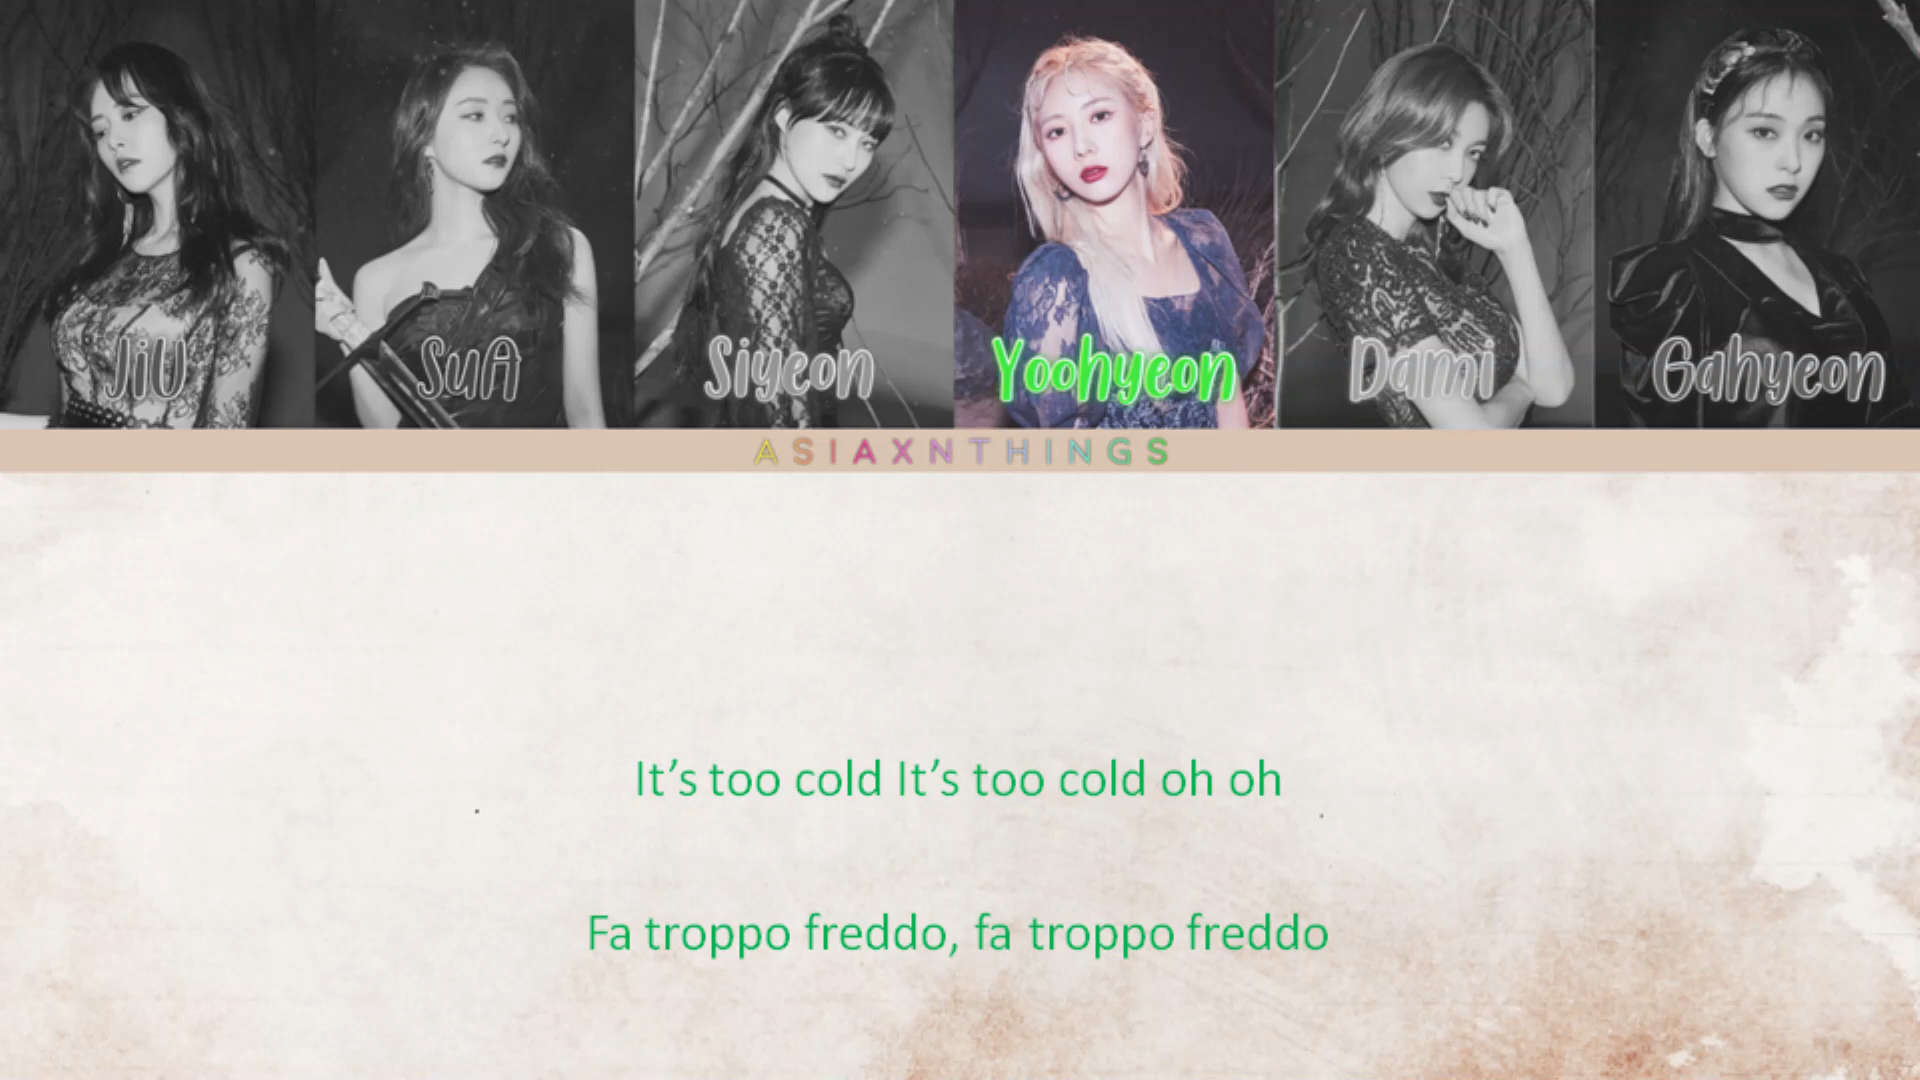 JiU SuA Siyeon Yoohyeon Dami Gahyeon
ASIAXNTHINGS
It’s too cold It’s too cold oh oh
Fa troppo freddo, fa troppo freddo